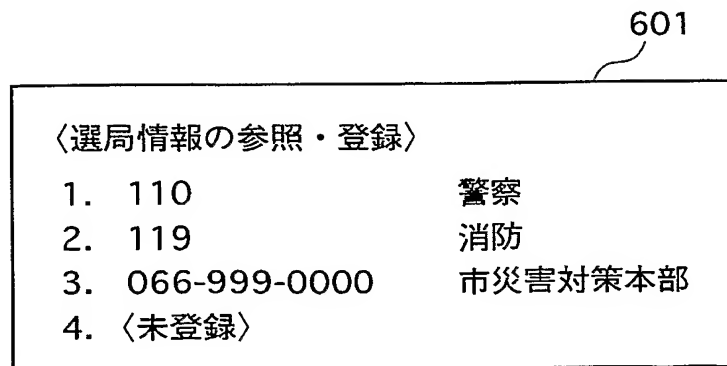 601
〈選局情報の参照・登録〉
1. 110 警察
2. 119 消防
3. 066-999-0000 市災害対策本部
4. 〈未登録〉